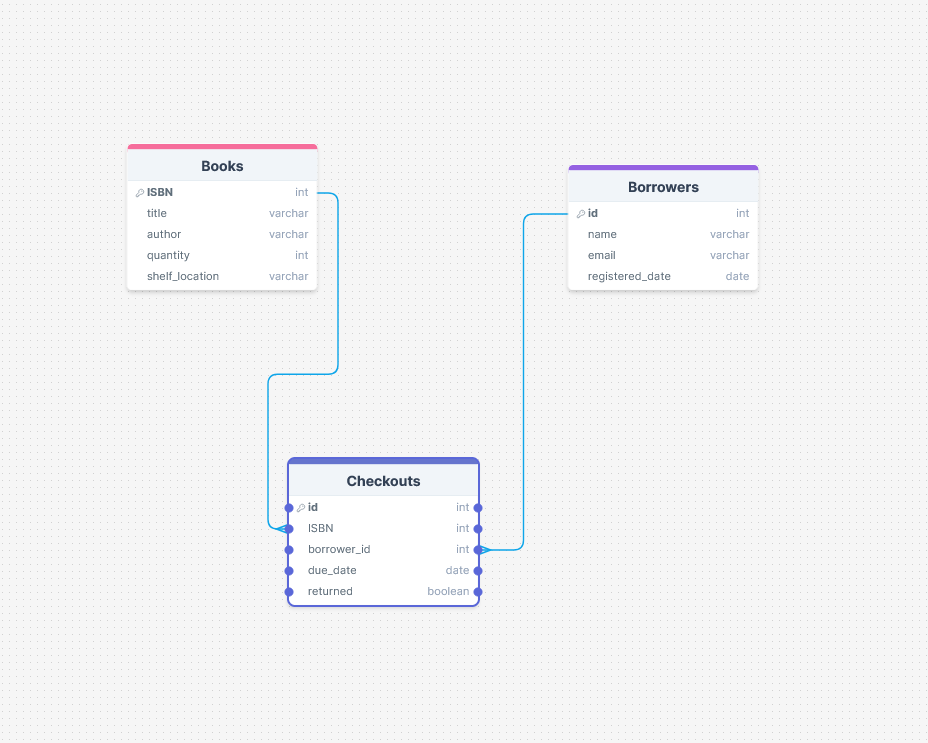 Books
ISBN int
title varchar
author varchar
quantity int
shelf_location varchar
Borrowers
id int
name varchar
email varchar
registered_date date
Checkouts
id int
ISBN int
borrower_id int
due_date date
returned boolean